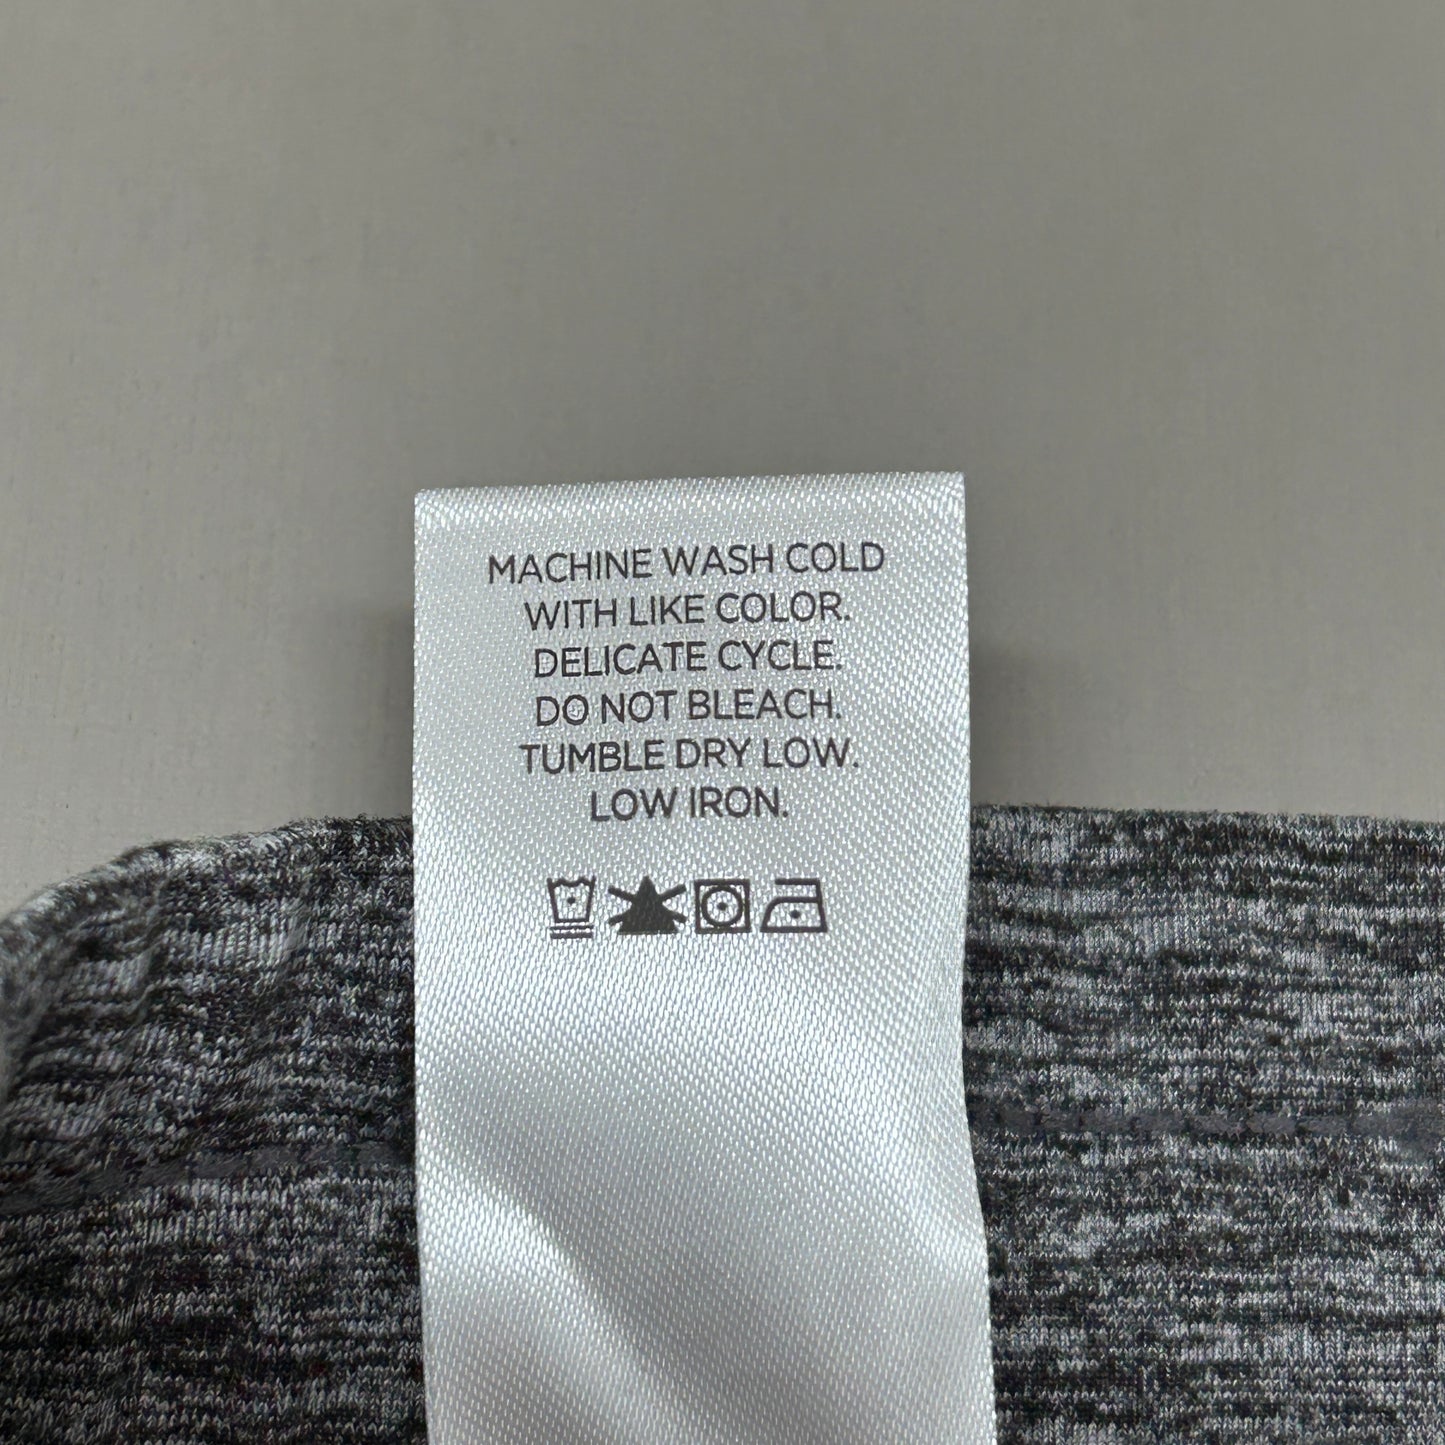 MACHINE WASH COLD
WITH LIKE COLOR.
DELICATE CYCLE.
DO NOT BLEACH.
TUMBLE DRY LOW.
LOW IRON.